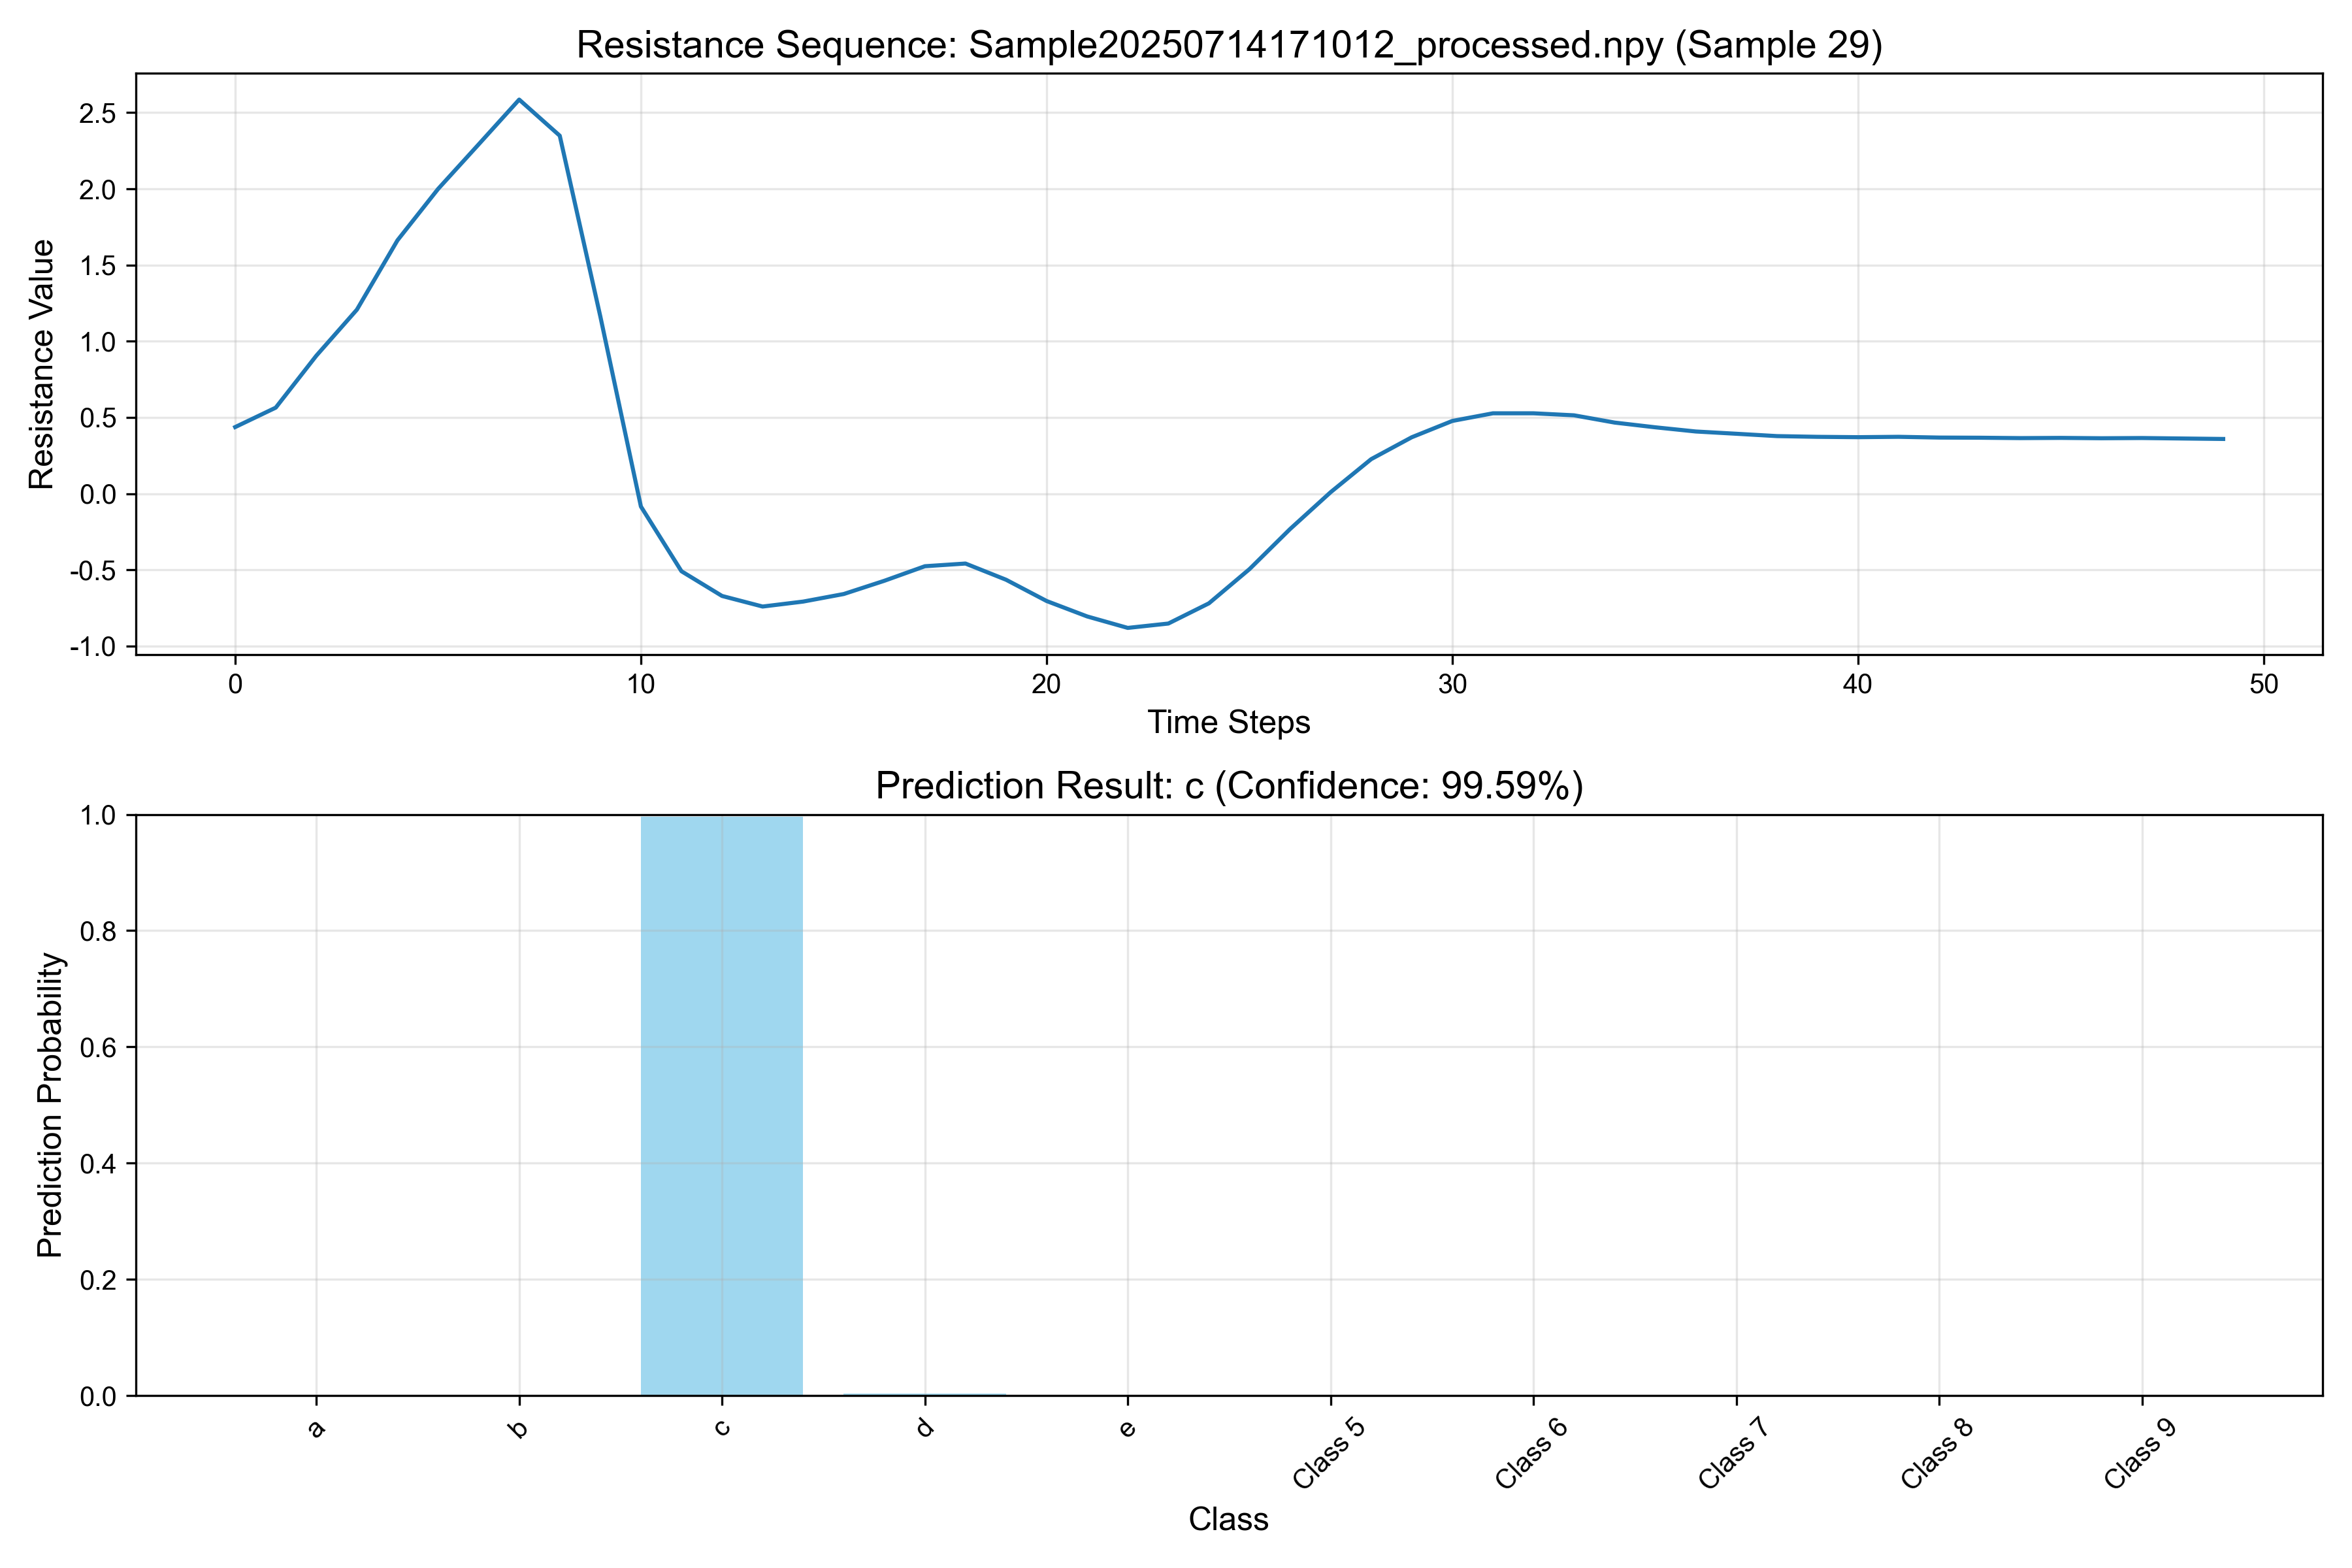 Resistance Sequence: Sample20250714171012_processed.npy (Sample 29)
2.5
2.0
1.5
1.0
0.5
0.0
-0.5
-1.0
Resistance Value
0 10 20 30 40 50
Time Steps
Prediction Result: c (Confidence: 99.59%)
1.0
0.8
0.6
0.4
0.2
0.0
Prediction Probability
a b c d e Class 5 Class 6 Class 7 Class 8 Class 9
Class